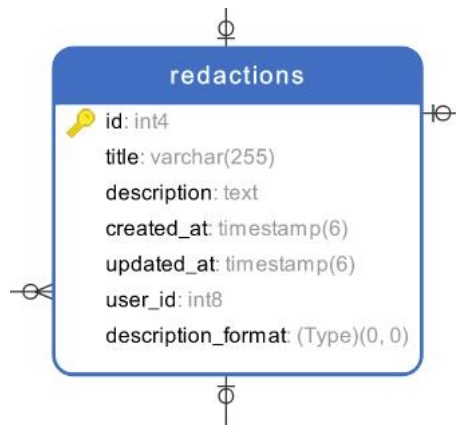 redactions
id: int4
title: varchar(255)
description: text
created_at: timestamp(6)
updated_at: timestamp(6)
user_id: int8
description_format: (Type)(0, 0)